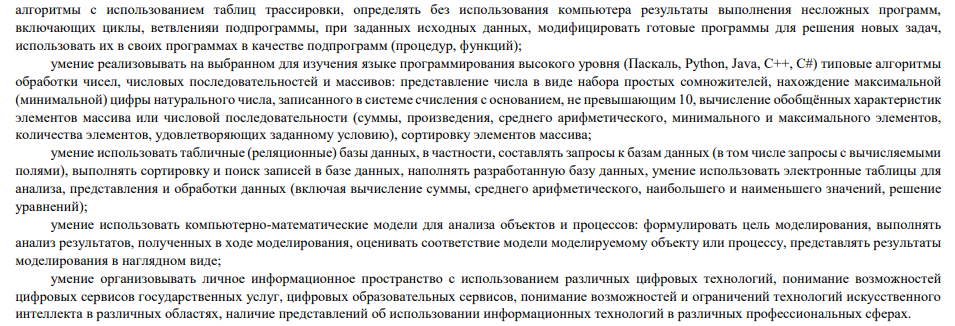 алгоритмы с использованием таблиц трассировки, определять без использования компьютера результаты выполнения несложных программ,
включающих циклы, ветвленияи подпрограммы, при заданных исходных данных, модифицировать готовые программы для решения новых задач,
использовать их в своих программах в качестве подпрограмм (процедур, функций);
умение реализовывать на выбранном для изучения языке программирования высокого уровня (Паскаль, Python, Java, C++, C#) типовые алгоритмы
обработки чисел, числовых последовательностей и массивов: представление числа в виде набора простых сомножителей, нахождение максимальной
(минимальной) цифры натурального числа, записанного в системе счисления с основанием, не превышающим 10, вычисление обобщённых характеристик
элементов массива или числовой последовательности (суммы, произведения, среднего арифметического, минимального и максимального элементов,
количества элементов, удовлетворяющих заданному условию), сортировку элементов массива;
умение использовать табличные (реляционные) базы данных, в частности, составлять запросы к базам данных (в том числе запросы с вычисляемыми
полями), выполнять сортировку и поиск записей в базе данных, наполнять разработанную базу данных, умение использовать электронные таблицы для
анализа, представления и обработки данных (включая вычисление суммы, среднего арифметического, наибольшего и наименьшего значений, решение
уравнений);
умение использовать компьютерно-математические модели для анализа объектов и процессов: формулировать цель моделирования, выполнять
анализ результатов, полученных в ходе моделирования, оценивать соответствие модели моделируемому объекту или процессу, представлять результаты
моделирования в наглядном виде;
умение организовывать личное информационное пространство с использованием различных цифровых технологий, понимание возможностей
цифровых сервисов государственных услуг, цифровых образовательных сервисов, понимание возможностей и ограничений технологий искусственного
интеллекта в различных областях, наличие представлений об использовании информационных технологий в различных профессиональных сферах.